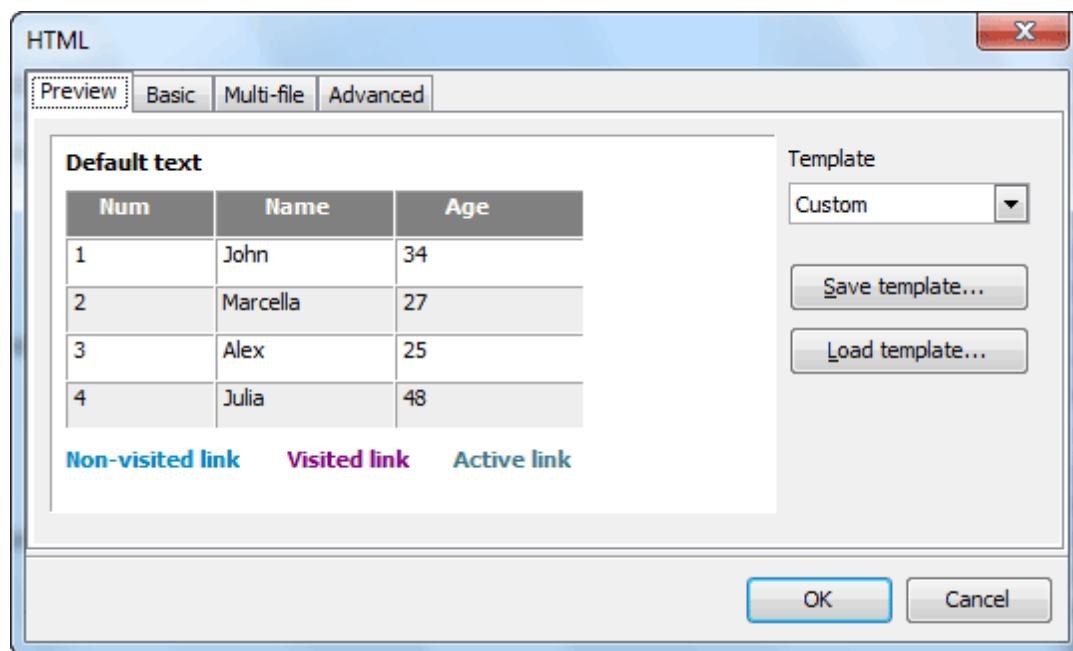 HTML
Preview Basic Multi-file Advanced
Default text
Num Name Age
1 John 34
2 Marcella 27
3 Alex 25
4 Julia 48
Non-visited link Visited link Active link
Template
Custom
Save template...
Load template...
OK Cancel